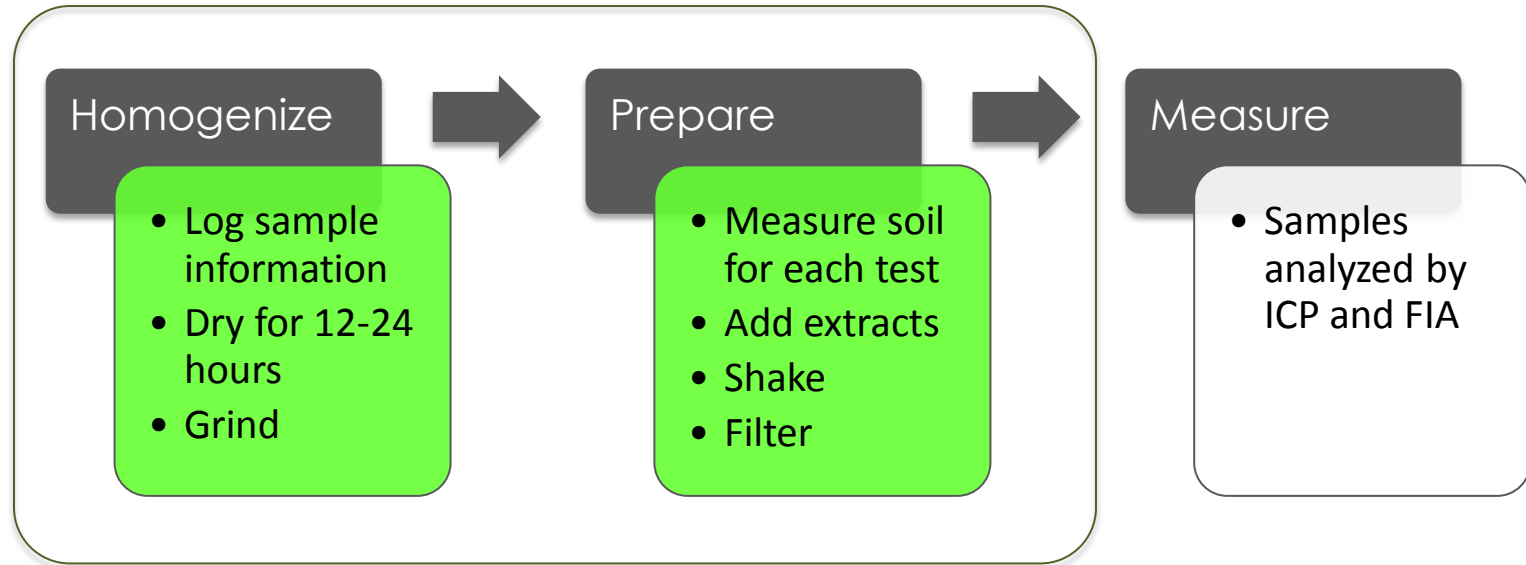 Homogenize
• Log sample
information
• Dry for 12-24
hours
• Grind
Prepare
• Measure soil
for each test
• Add extracts
• Shake
• Filter
Measure
• Samples
analyzed by
ICP and FIA